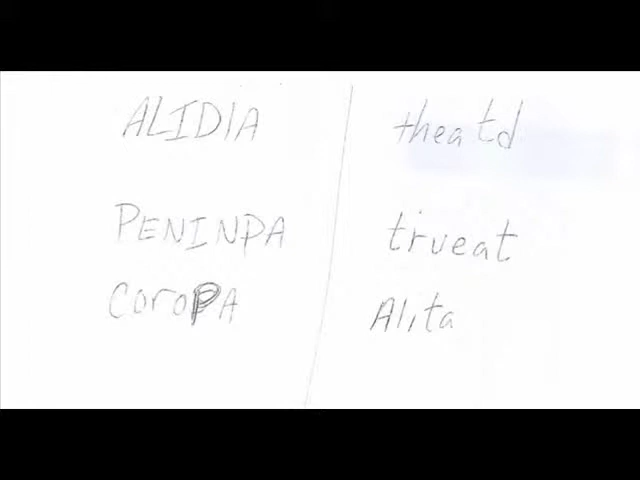 ALIDIA
PENINPA
COROPA
theatd
trueat
Alita